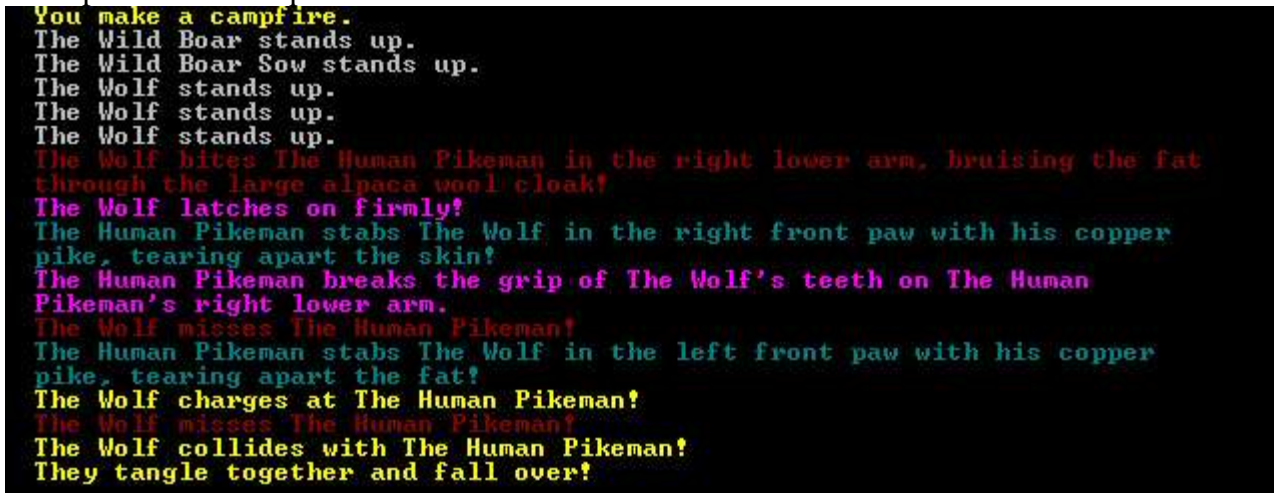 You make a campfire.
The Wild Boar stands up.
The Wild Boar Sow stands up.
The Wolf stands up.
The Wolf stands up.
The Wolf stands up.
The Wolf bites The Human Pikeman in the right lower arm, bruising the fat
through the large alpaca wool cloak!
The Wolf latches on firmly!
The Human Pikeman stabs The Wolf in the right front paw with his copper
pike, tearing apart the skin!
The Human Pikeman breaks the grip of The Wolf's teeth on The Human
Pikeman's right lower arm.
The Wolf misses The Human Pikeman!
The Human Pikeman stabs The Wolf in the left front paw with his copper
pike, tearing apart the fat!
The Wolf charges at The Human Pikeman!
The Wolf misses The Human Pikeman!
The Wolf collides with The Human Pikeman!
They tangle together and fall over!